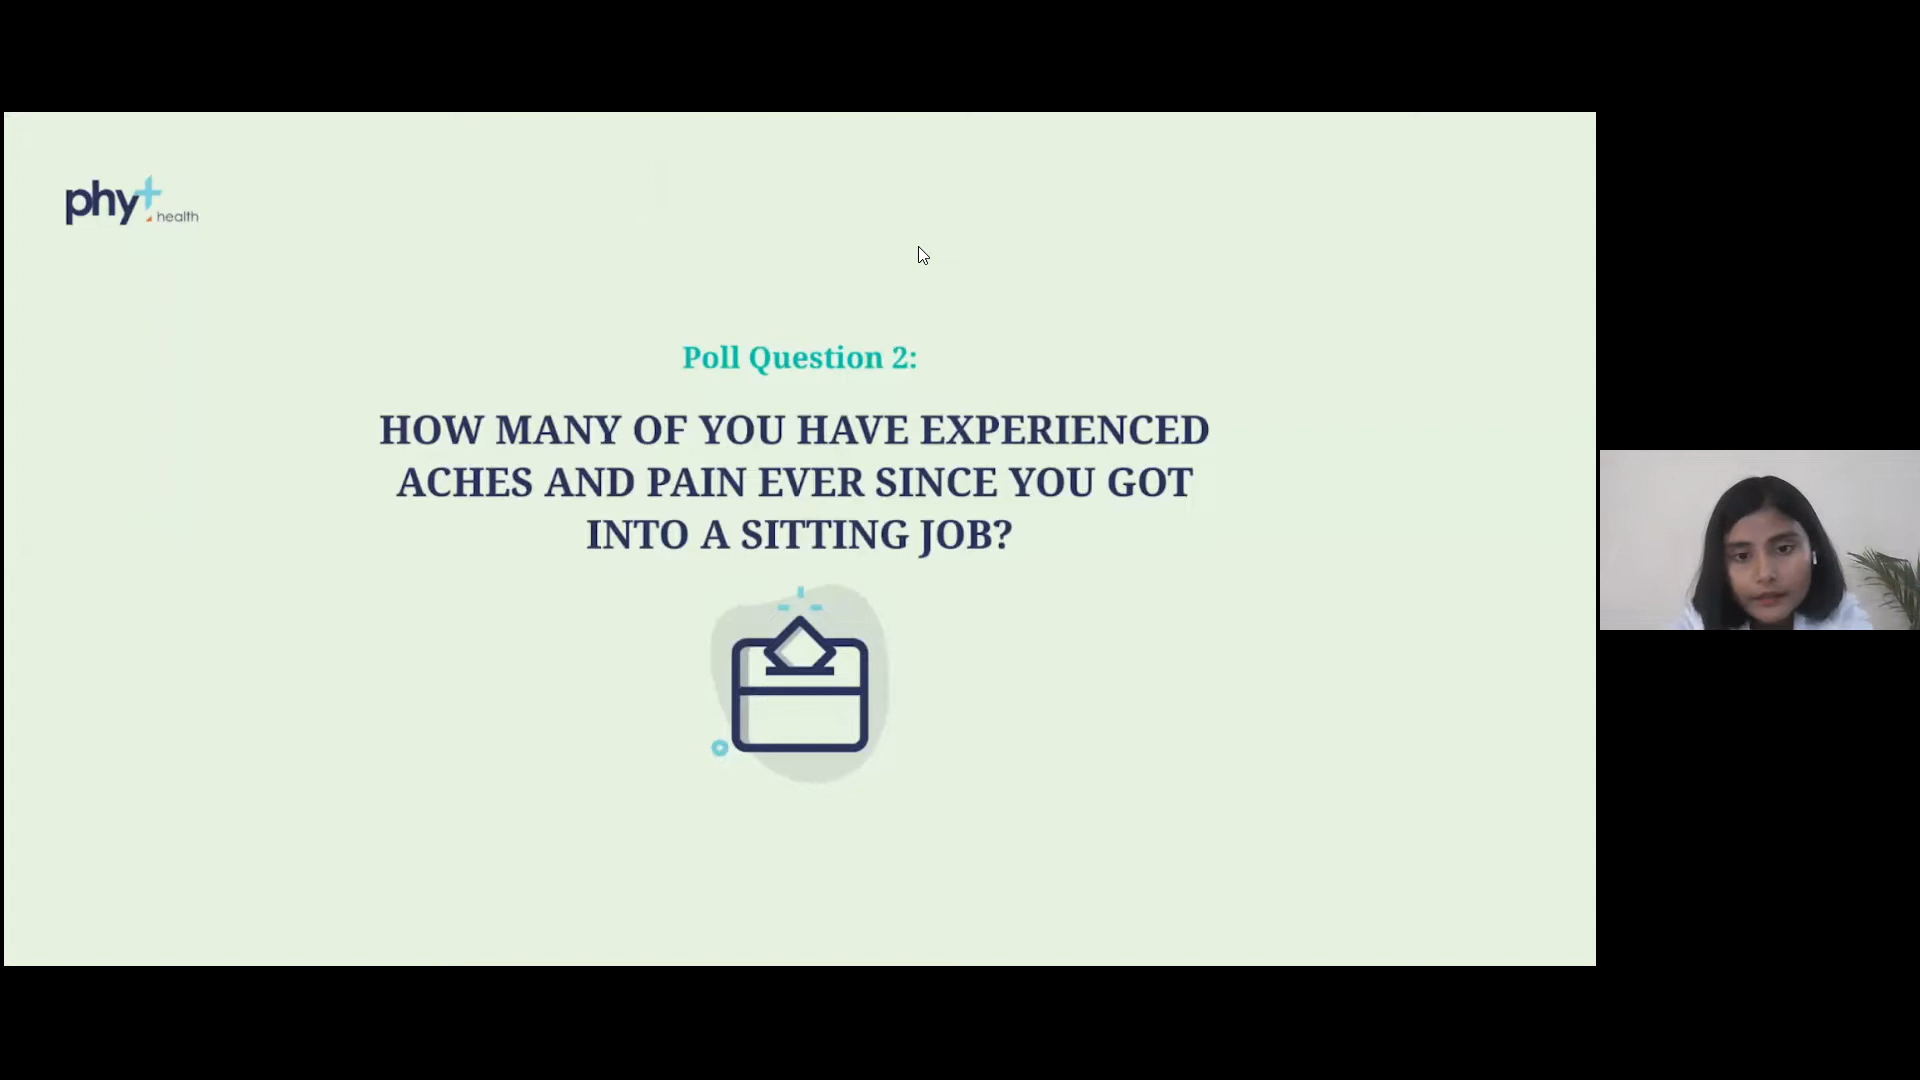 phyt health
Poll Question 2:
HOW MANY OF YOU HAVE EXPERIENCED
ACHES AND PAIN EVER SINCE YOU GOT
INTO A SITTING JOB?